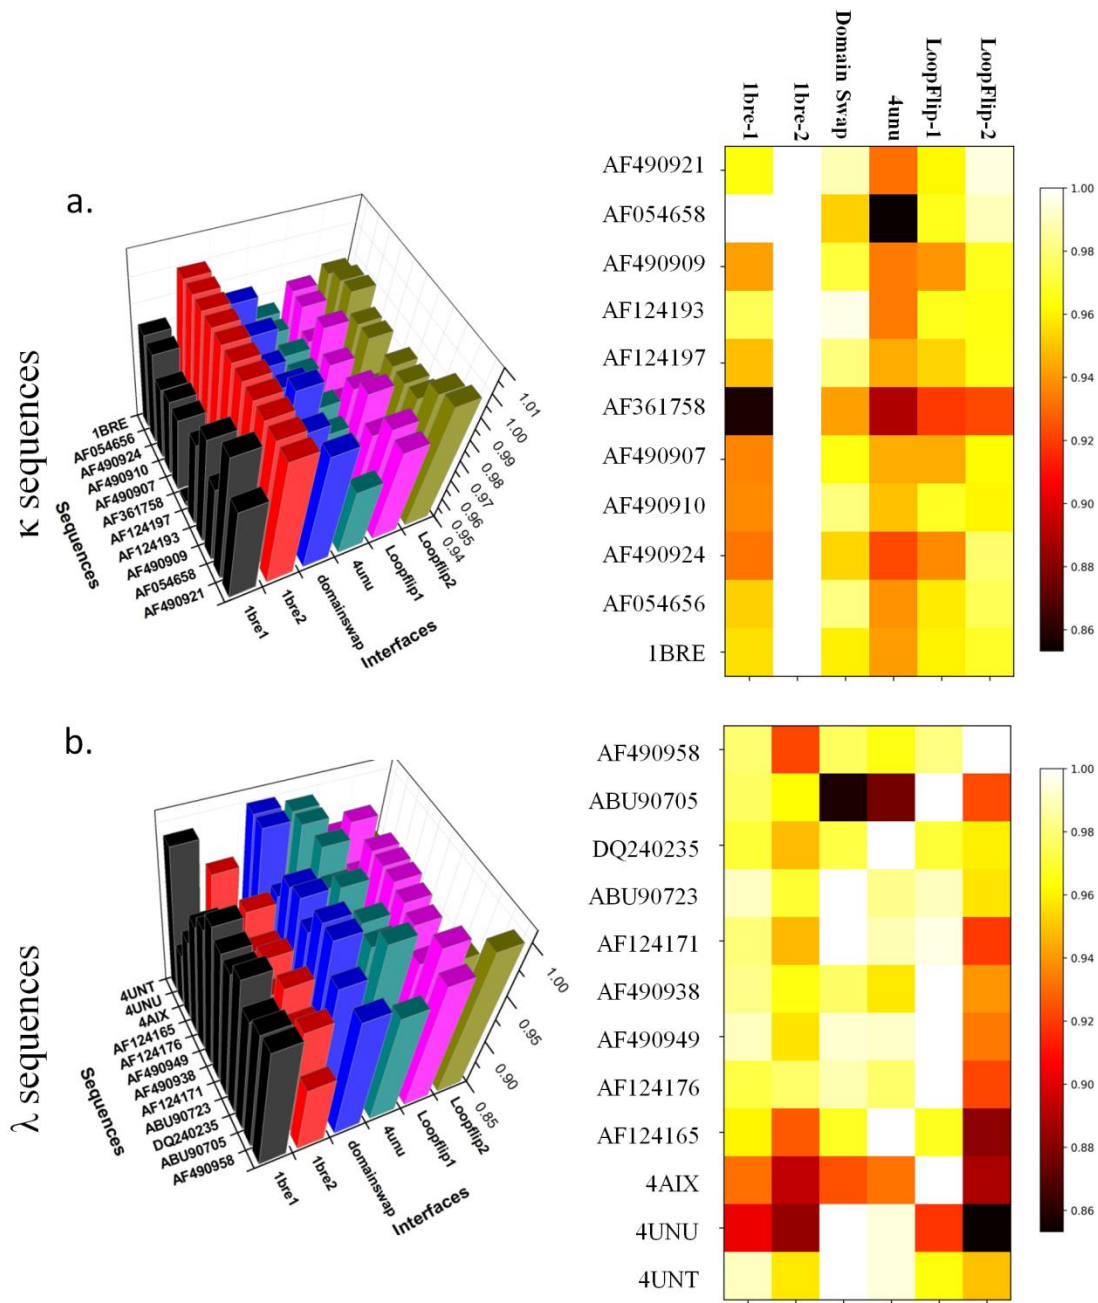 a.
κ sequences
1BRE
AF054656
AF490924
AF490910
AF490907
AF361758
AF124197
AF124193
AF490909
AF054658
AF490921
Sequences
1bre1
1bre2
domainswap
4unu
Loopflip1
Loopflip2
Interfaces
1.01
1.00
0.99
0.98
0.97
0.96
0.95
0.94
1bre-1
1bre-2
Domain Swap
4unu
LoopFlip-1
LoopFlip-2
AF490921
AF054658
AF490909
AF124193
AF124197
AF361758
AF490907
AF490910
AF490924
AF054656
1BRE
1.00
0.98
0.96
0.94
0.92
0.90
0.88
0.86
b.
λ sequences
4UNT
4UNU
4AIX
AF124165
AF124176
AF490949
AF490938
AF124171
ABU90723
DQ240235
ABU90705
AF490958
Sequences
1bre1
1bre2
domainswap
4unu
Loopflip1
Loopflip2
Interfaces
1.00
0.95
0.90
0.85
AF490958
ABU90705
DQ240235
ABU90723
AF124171
AF490938
AF490949
AF124176
AF124165
4AIX
4UNU
4UNT
1.00
0.98
0.96
0.94
0.92
0.90
0.88
0.86